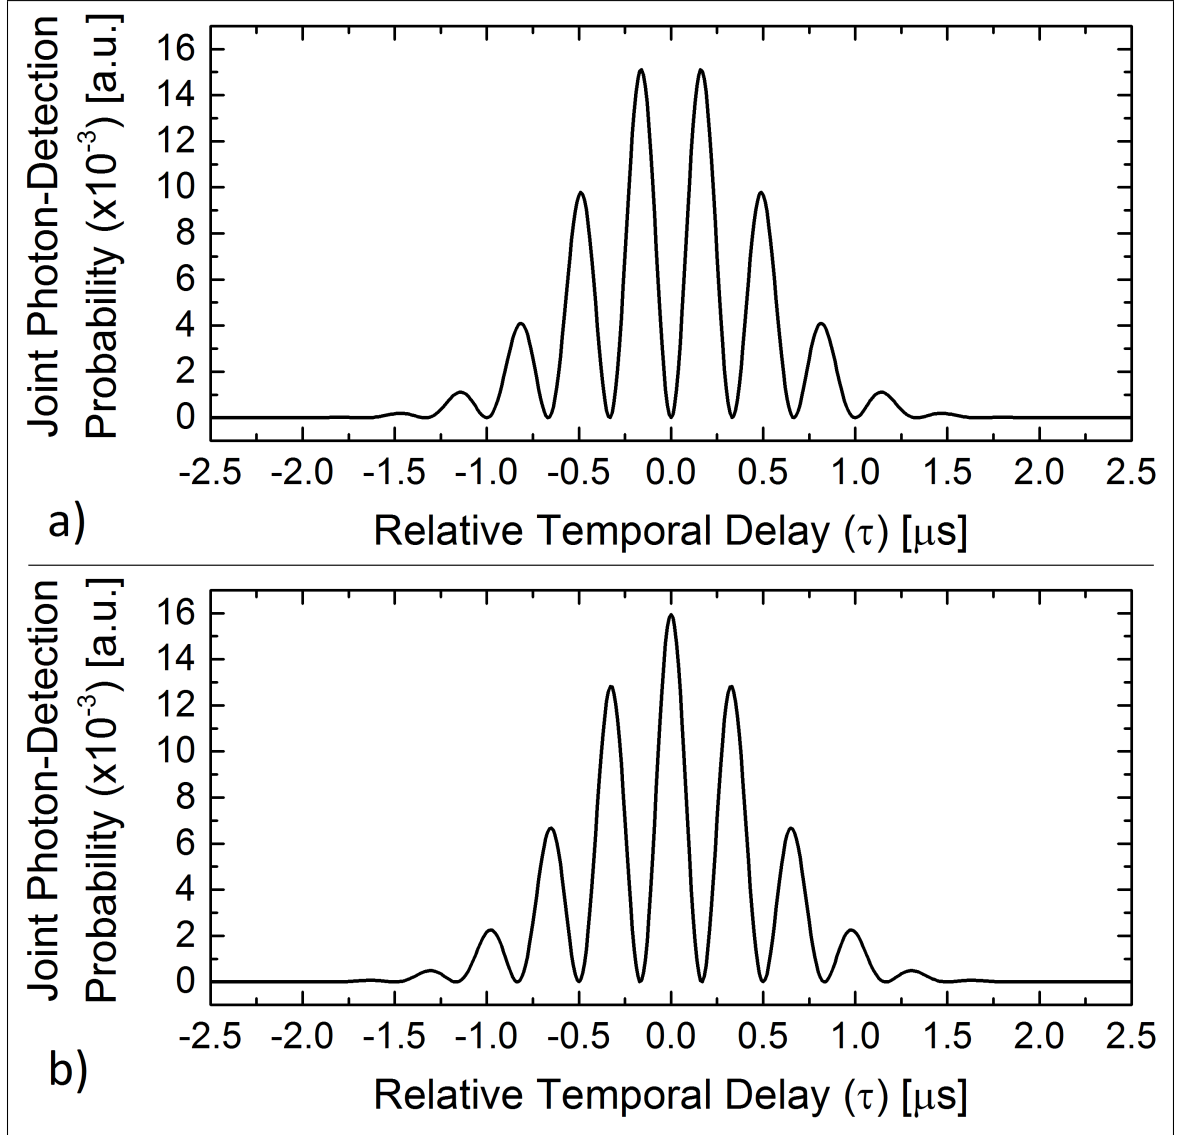 Joint Photon-Detection
Probability (x10⁻³) [a.u.]
16
14
12
10
8
6
4
2
0
-2.5 -2.0 -1.5 -1.0 -0.5 0.0 0.5 1.0 1.5 2.0 2.5
a)
Relative Temporal Delay (τ) [μs]
Joint Photon-Detection
Probability (x10⁻³) [a.u.]
16
14
12
10
8
6
4
2
0
-2.5 -2.0 -1.5 -1.0 -0.5 0.0 0.5 1.0 1.5 2.0 2.5
b)
Relative Temporal Delay (τ) [μs]